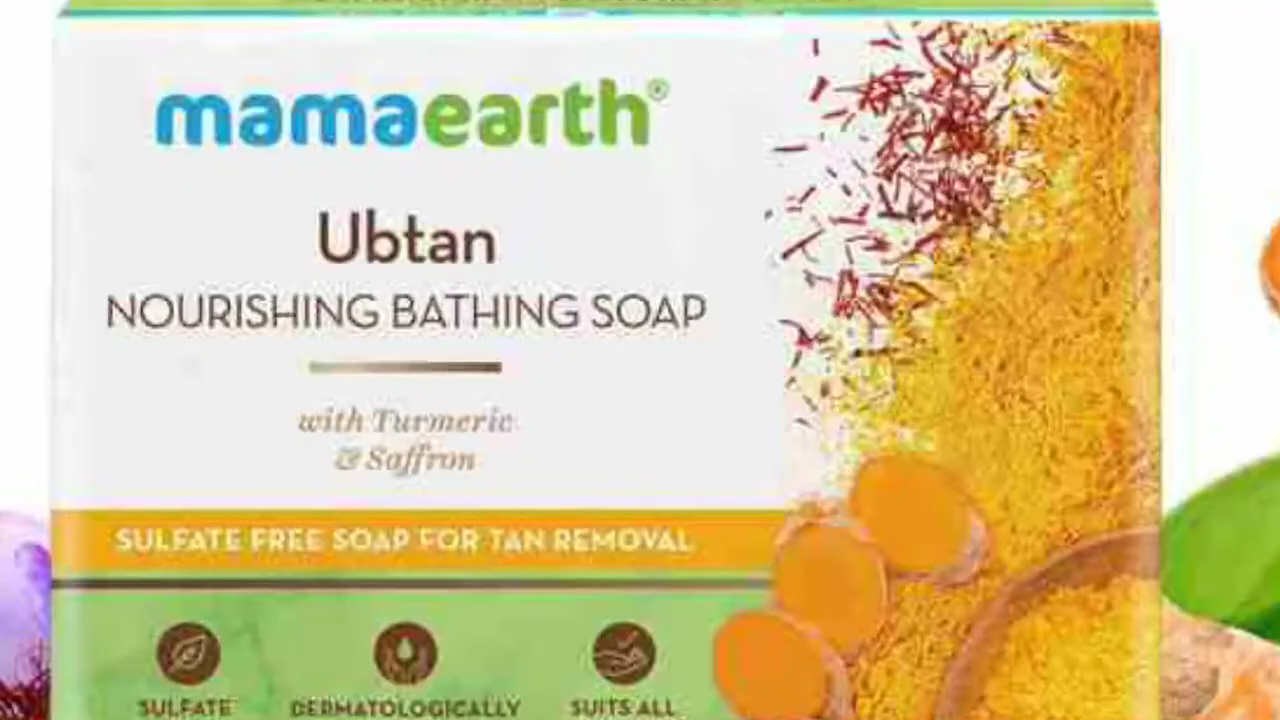 mamaearth®
Ubtan
NOURISHING BATHING SOAP
with Turmeric
& Saffron
SULFATE FREE SOAP FOR TAN REMOVAL
SULFATE
DERMATOLOGICALLY
SUITS ALL